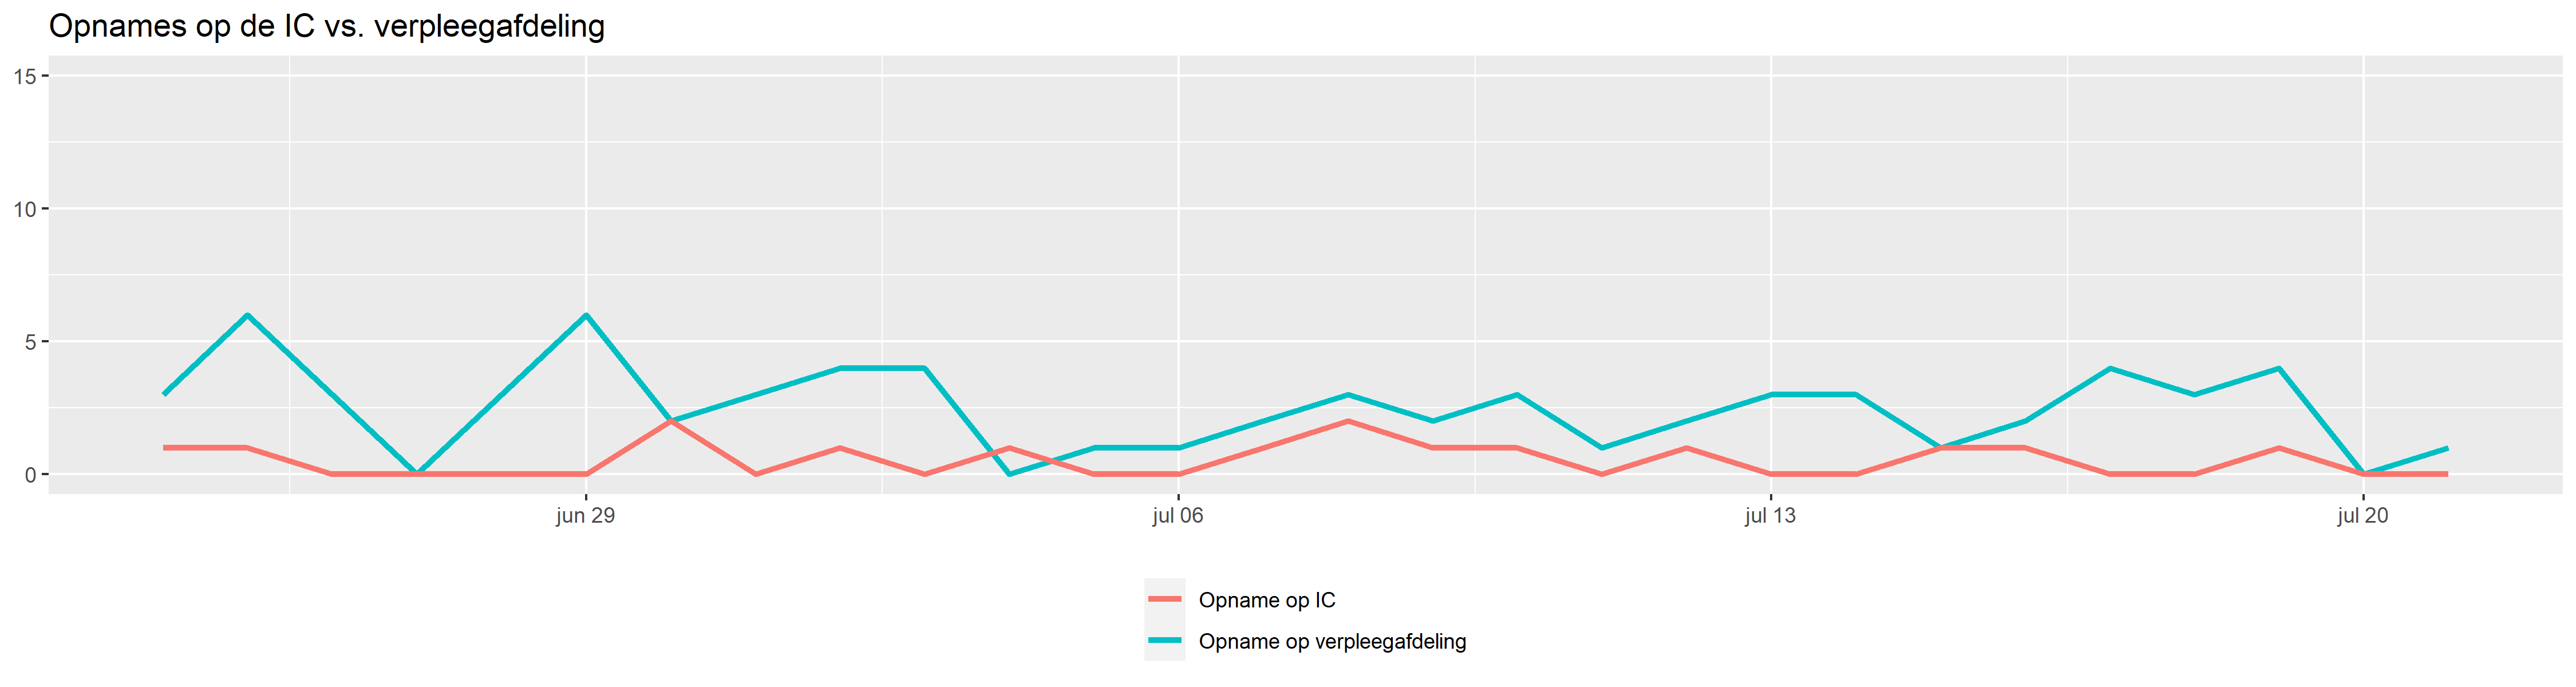 Opnames op de IC vs. verpleegafdeling
15
10
5
0
jun 29 jul 06 jul 13 jul 20
Opname op IC
Opname op verpleegafdeling